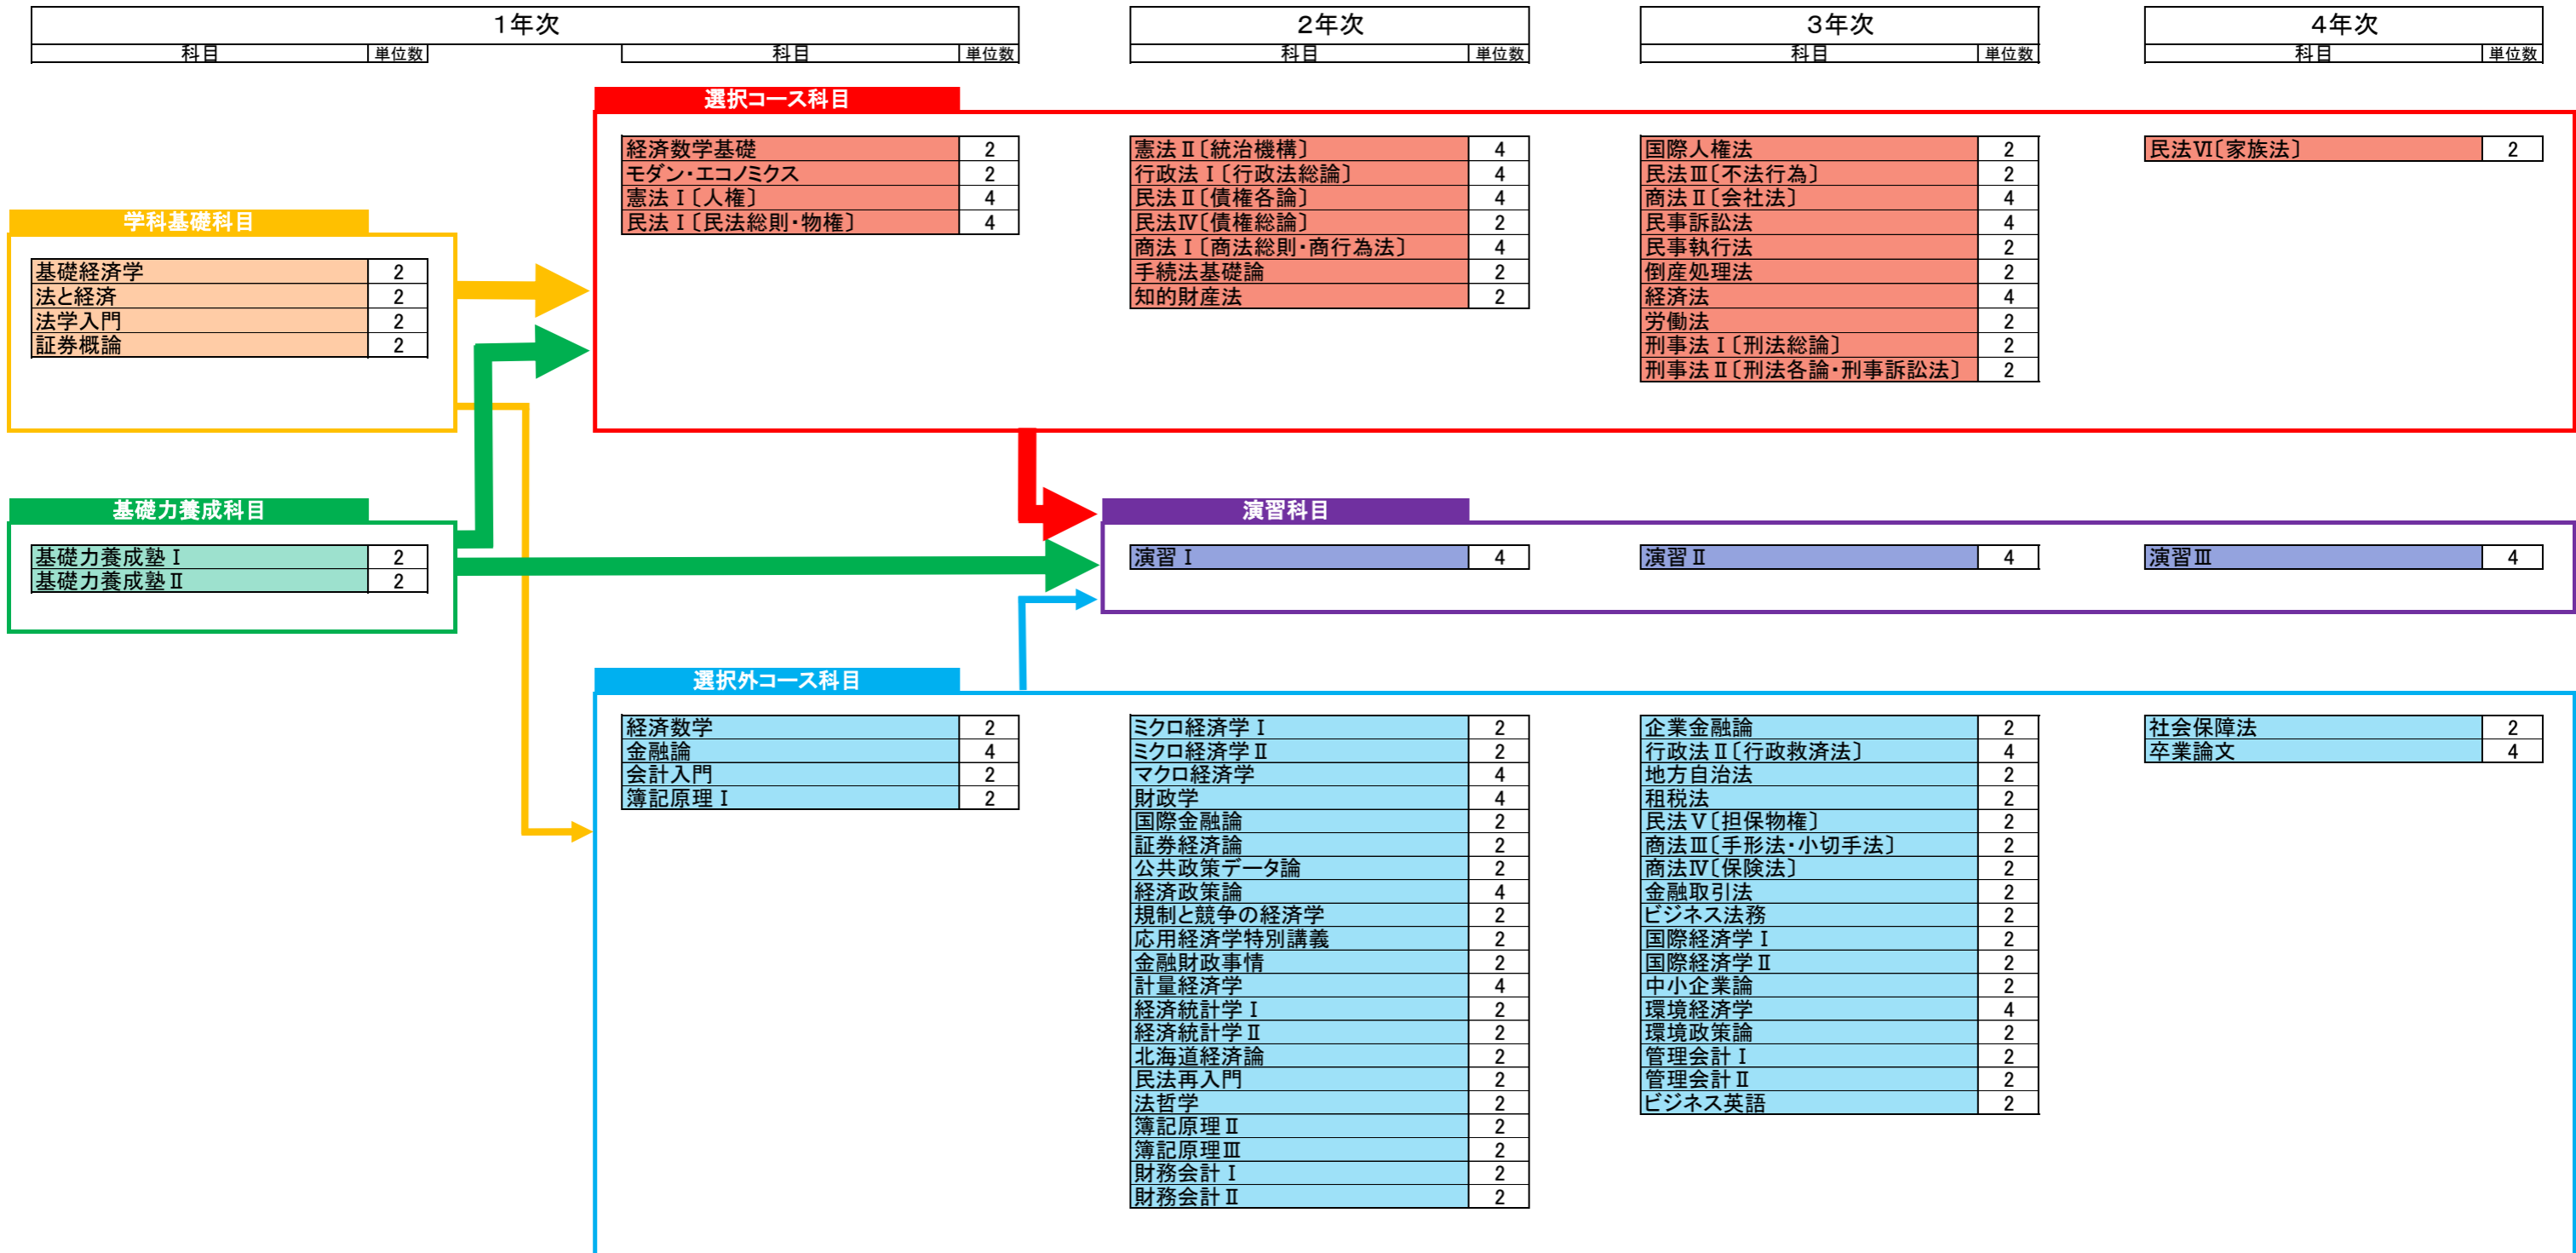 1年次
2年次
3年次
4年次
科目 単位数 科目 単位数
科目 単位数
科目 単位数
科目 単位数
選択コース科目
経済数学基礎 2
モダン・エコノミクス 2
憲法Ⅰ〔人権〕 4
民法Ⅰ〔民法総則・物権〕 4
憲法Ⅱ〔統治機構〕 4
行政法Ⅰ〔行政法総論〕 4
民法Ⅱ〔債権各論〕 4
民法Ⅳ〔債権総論〕 2
商法Ⅰ〔商法総則・商行為法〕 4
手続法基礎論 2
知的財産法 2
国際人権法 2
民法Ⅲ〔不法行為〕 2
商法Ⅱ〔会社法〕 4
民事訴訟法 4
民事執行法 2
倒産処理法 2
経済法 4
労働法 2
刑事法Ⅰ〔刑法総論〕 2
刑事法Ⅱ〔刑法各論・刑事訴訟法〕 2
民法Ⅵ〔家族法〕 2
学科基礎科目
基礎経済学 2
法と経済 2
法学入門 2
証券概論 2
基礎力養成科目
基礎力養成塾Ⅰ 2
基礎力養成塾Ⅱ 2
演習科目
演習Ⅰ 4
演習Ⅱ 4
演習Ⅲ 4
選択外コース科目
経済数学 2
金融論 4
会計入門 2
簿記原理Ⅰ 2
ミクロ経済学Ⅰ 2
ミクロ経済学Ⅱ 2
マクロ経済学 4
財政学 4
国際金融論 2
証券経済論 2
公共政策データ論 2
経済政策論 4
規制と競争の経済学 2
応用経済学特別講義 2
金融財政事情 2
計量経済学 4
経済統計学Ⅰ 2
経済統計学Ⅱ 2
北海道経済論 2
民法再入門 2
法哲学 2
簿記原理Ⅱ 2
簿記原理Ⅲ 2
財務会計Ⅰ 2
財務会計Ⅱ 2
企業金融論 2
行政法Ⅱ〔行政救済法〕 4
地方自治法 2
租税法 2
民法Ⅴ〔担保物権〕 2
商法Ⅲ〔手形法・小切手法〕 2
商法Ⅳ〔保険法〕 2
金融取引法 2
ビジネス法務 2
国際経済学Ⅰ 2
国際経済学Ⅱ 2
中小企業論 2
環境経済学 4
環境政策論 2
管理会計Ⅰ 2
管理会計Ⅱ 2
ビジネス英語 2
社会保障法 2
卒業論文 4